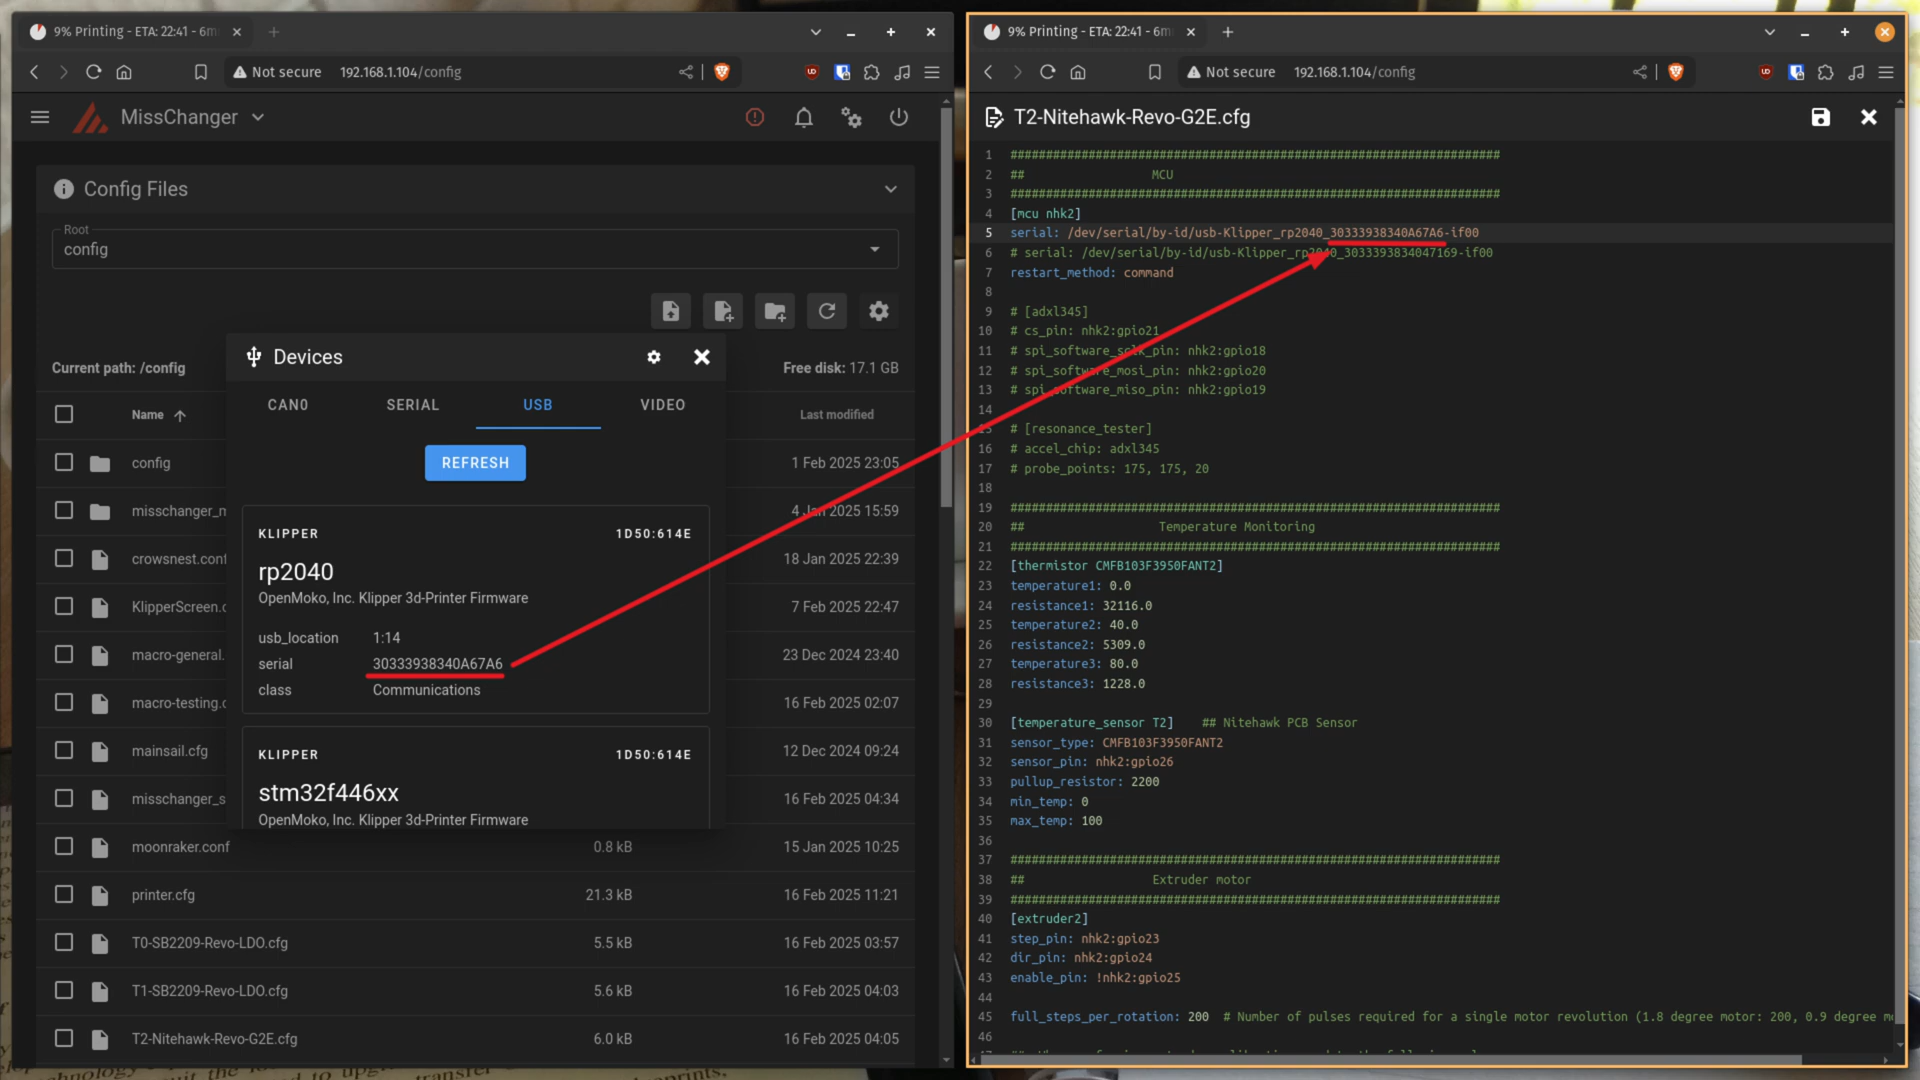 9% Printing - ETA: 22:41 - 6m
Not secure 192.168.1.104/config
MissChanger
Config Files
Root
config
Current path: /config
Free disk: 17.1 GB
Name
Last modified
config
1 Feb 2025 23:05
misschanger_m
4 Jan 2025 15:59
crowsnest.conf
18 Jan 2025 22:39
KlipperScreen.c
7 Feb 2025 22:47
macro-general.
23 Dec 2024 23:40
macro-testing.c
16 Feb 2025 02:07
mainsail.cfg
12 Dec 2024 09:24
misschanger_s
16 Feb 2025 04:34
moonraker.conf 0.8 kB 15 Jan 2025 10:25
printer.cfg 21.3 kB 16 Feb 2025 11:21
T0-SB2209-Revo-LDO.cfg 5.5 kB 16 Feb 2025 03:57
T1-SB2209-Revo-LDO.cfg 5.6 kB 16 Feb 2025 04:03
T2-Nitehawk-Revo-G2E.cfg 6.0 kB 16 Feb 2025 04:05
Devices
CAN0 SERIAL USB VIDEO
REFRESH
KLIPPER 1D50:614E
rp2040
OpenMoko, Inc. Klipper 3d-Printer Firmware
usb_location 1:14
serial 30333938340A67A6
class Communications
KLIPPER 1D50:614E
stm32f446xx
OpenMoko, Inc. Klipper 3d-Printer Firmware
9% Printing - ETA: 22:41 - 6m
Not secure 192.168.1.104/config
T2-Nitehawk-Revo-G2E.cfg
1 #####################################################################
2 ## MCU
3 #####################################################################
4 [mcu nhk2]
5 serial: /dev/serial/by-id/usb-Klipper_rp2040_30333938340A67A6-if00
6 # serial: /dev/serial/by-id/usb-Klipper_rp2040_3033393834047169-if00
7 restart_method: command
8
9 # [adxl345]
10 # cs_pin: nhk2:gpio21
11 # spi_software_sclk_pin: nhk2:gpio18
12 # spi_software_mosi_pin: nhk2:gpio20
13 # spi_software_miso_pin: nhk2:gpio19
14
15 # [resonance_tester]
16 # accel_chip: adxl345
17 # probe_points: 175, 175, 20
18
19 #####################################################################
20 ## Temperature Monitoring
21 #####################################################################
22 [thermistor CMFB103F3950FANT2]
23 temperature1: 0.0
24 resistance1: 32116.0
25 temperature2: 40.0
26 resistance2: 5309.0
27 temperature3: 80.0
28 resistance3: 1228.0
29
30 [temperature_sensor T2] ## Nitehawk PCB Sensor
31 sensor_type: CMFB103F3950FANT2
32 sensor_pin: nhk2:gpio26
33 pullup_resistor: 2200
34 min_temp: 0
35 max_temp: 100
36
37 #####################################################################
38 ## Extruder motor
39 #####################################################################
40 [extruder2]
41 step_pin: nhk2:gpio23
42 dir_pin: nhk2:gpio24
43 enable_pin: !nhk2:gpio25
44
45 full_steps_per_rotation: 200 # Number of pulses required for a single motor revolution (1.8 degree motor: 200, 0.9 degree m
46